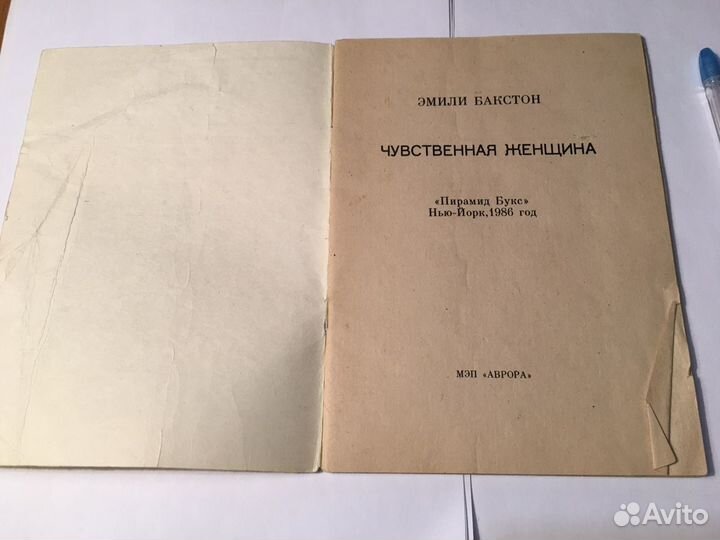 ЭМИЛИ БАКСТОН
ЧУВСТВЕННАЯ ЖЕНЩИНА
«Пирамид Букс»
Нью-Йорк, 1986 год
МЭП «АВРОРА»
Avito